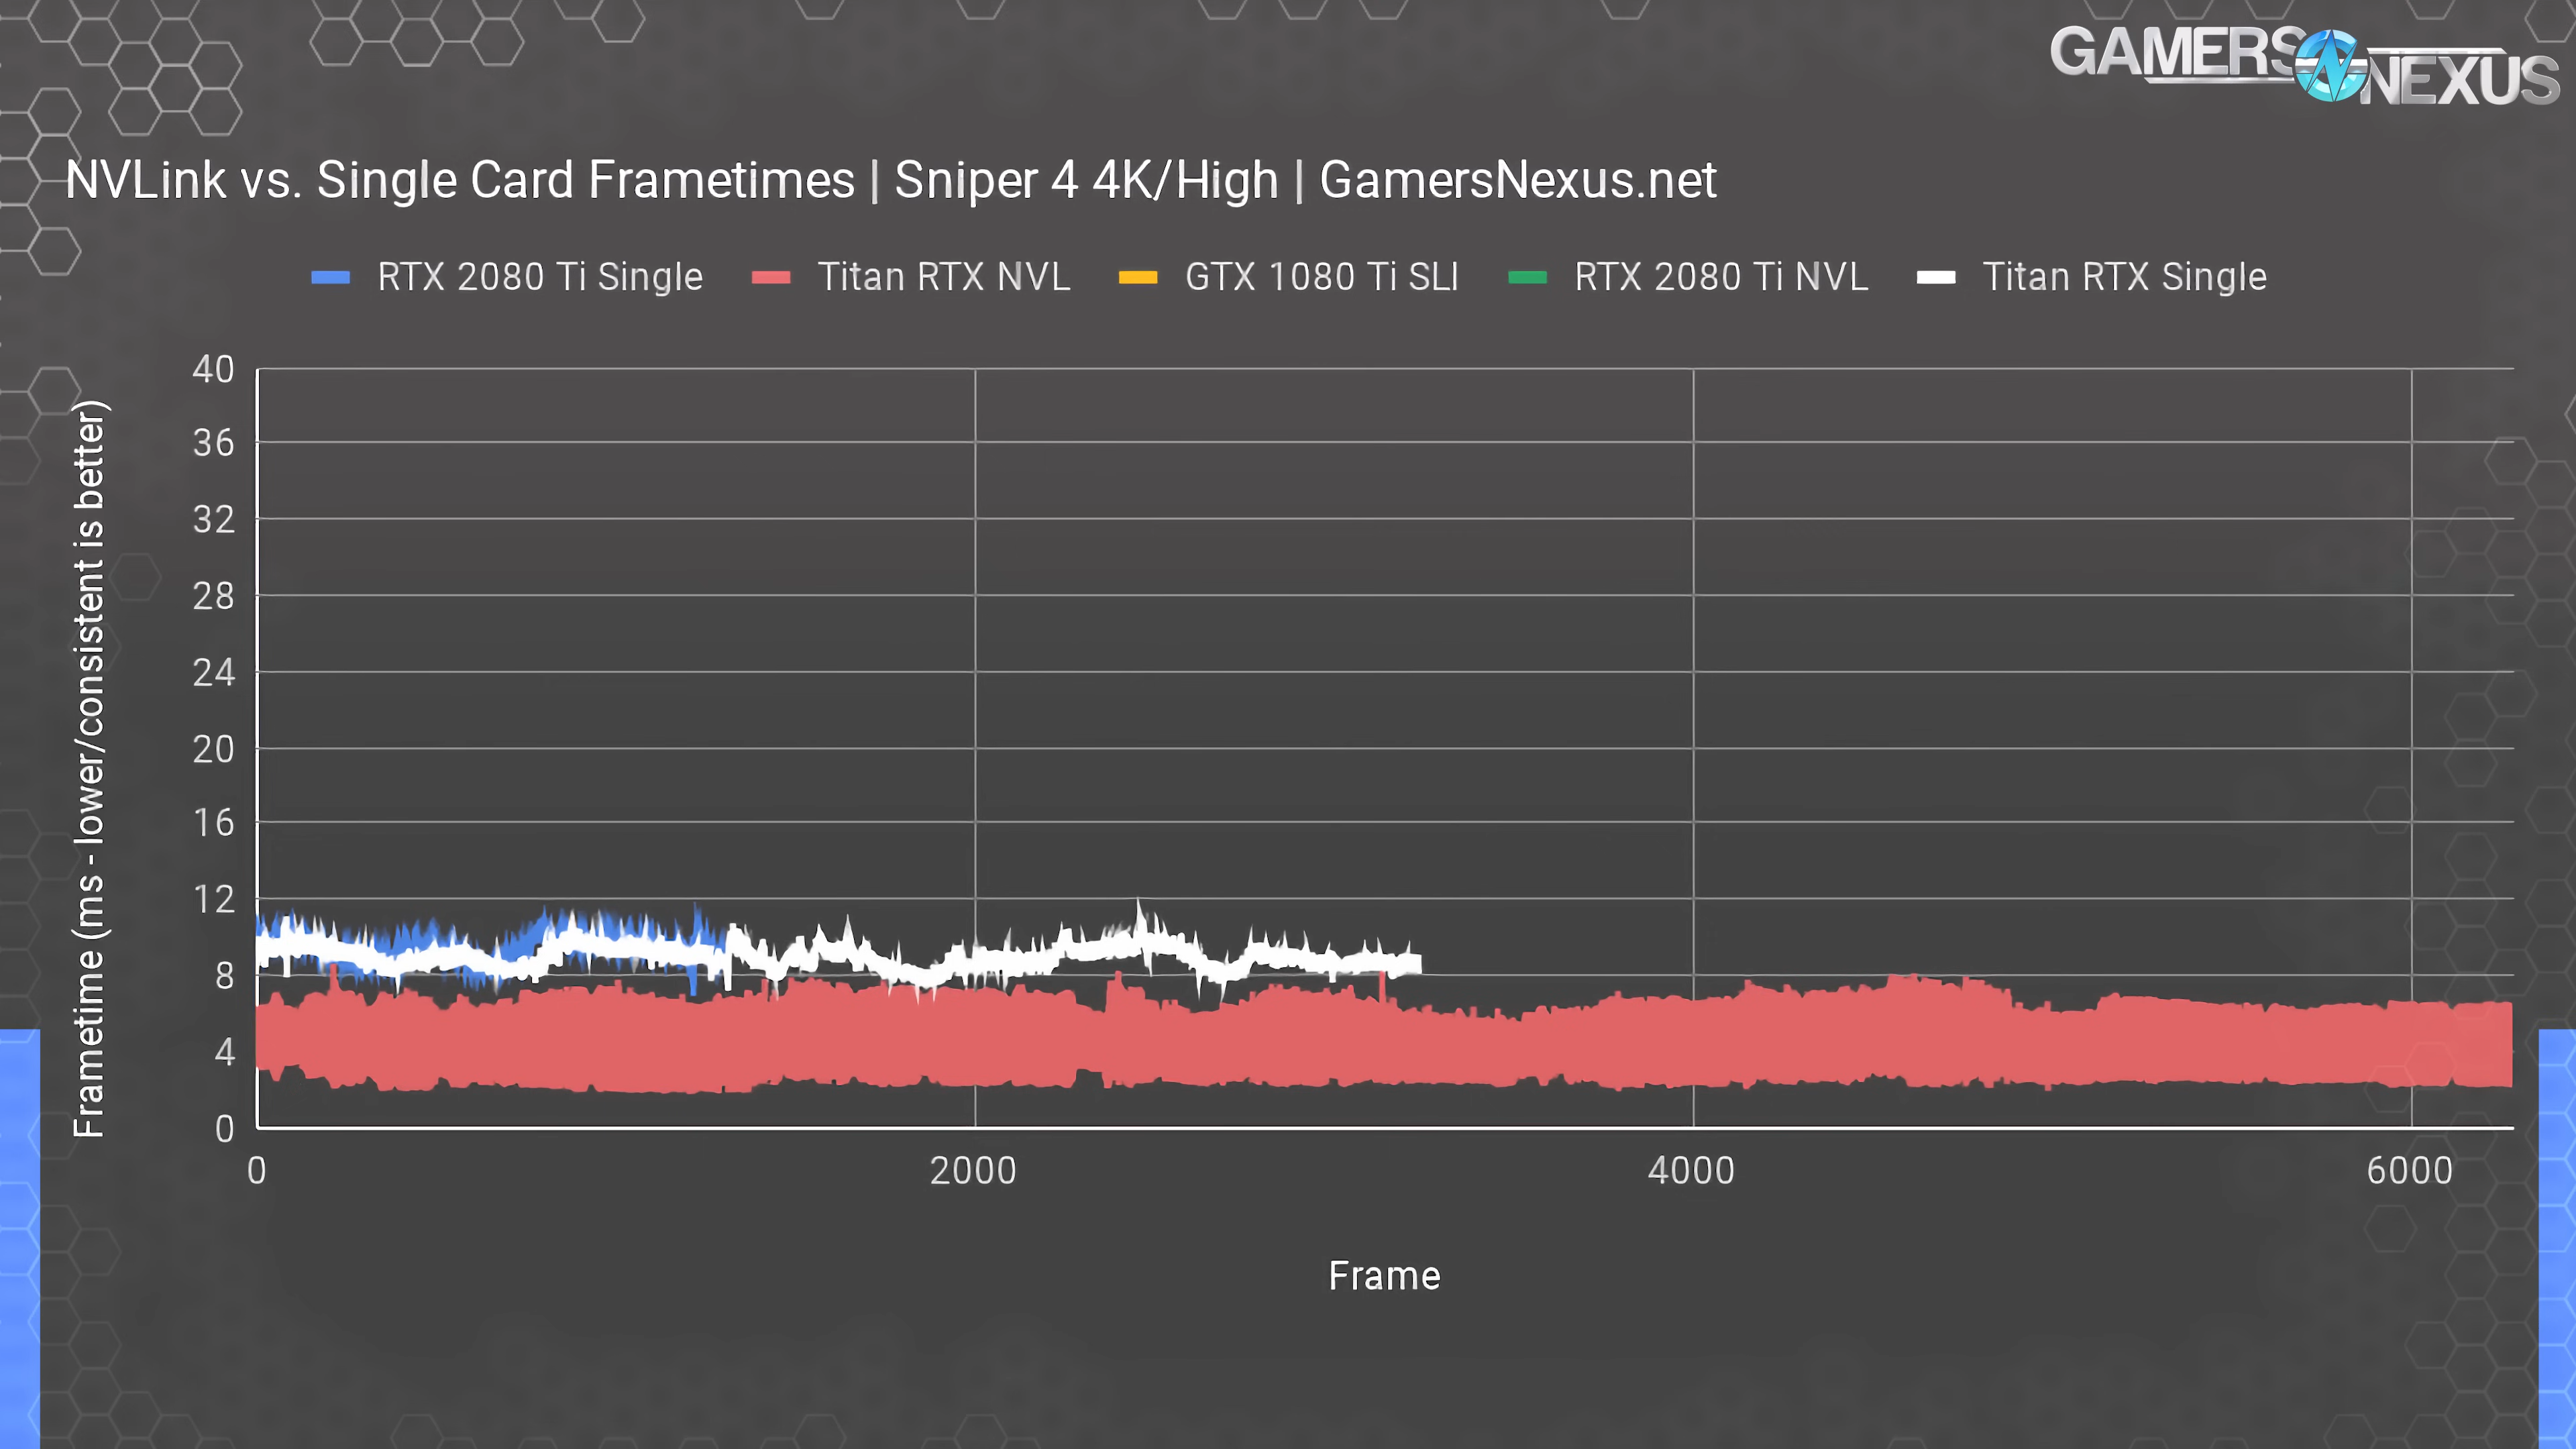 GAMERS NEXUS
NVLink vs. Single Card Frametimes | Sniper 4 4K/High | GamersNexus.net
RTX 2080 Ti Single Titan RTX NVL GTX 1080 Ti SLI RTX 2080 Ti NVL Titan RTX Single
Frametime (ms - lower/consistent is better)
40
36
32
28
24
20
16
12
8
4
0
0 2000 4000 6000
Frame